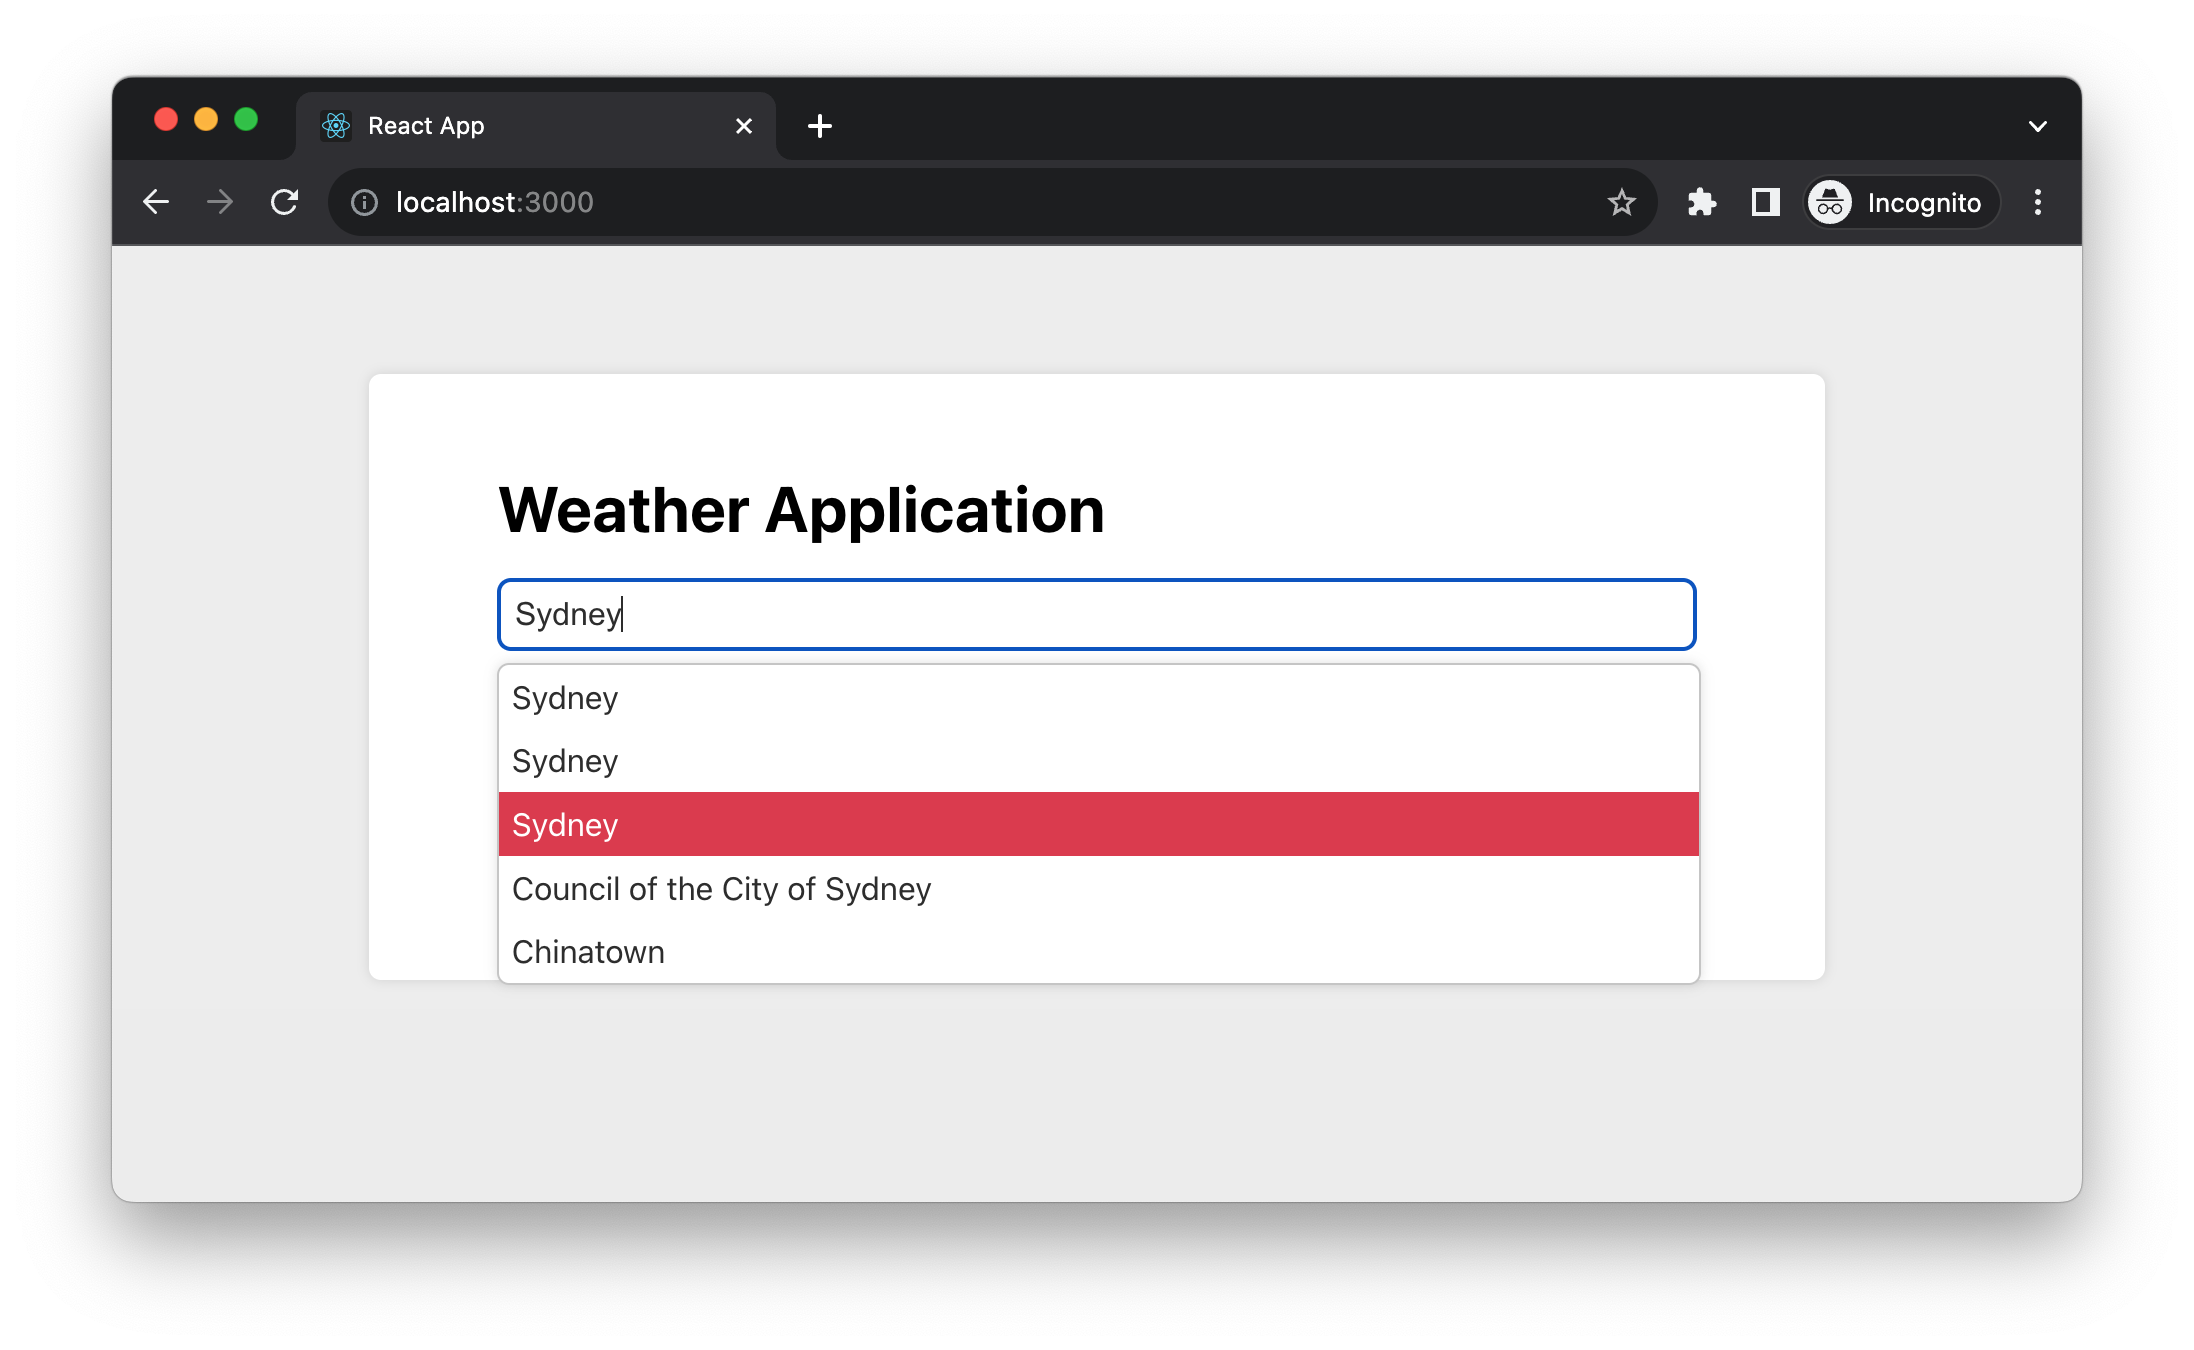 React App
localhost:3000
Incognito
Weather Application
Sydney
Sydney
Sydney
Sydney
Council of the City of Sydney
Chinatown